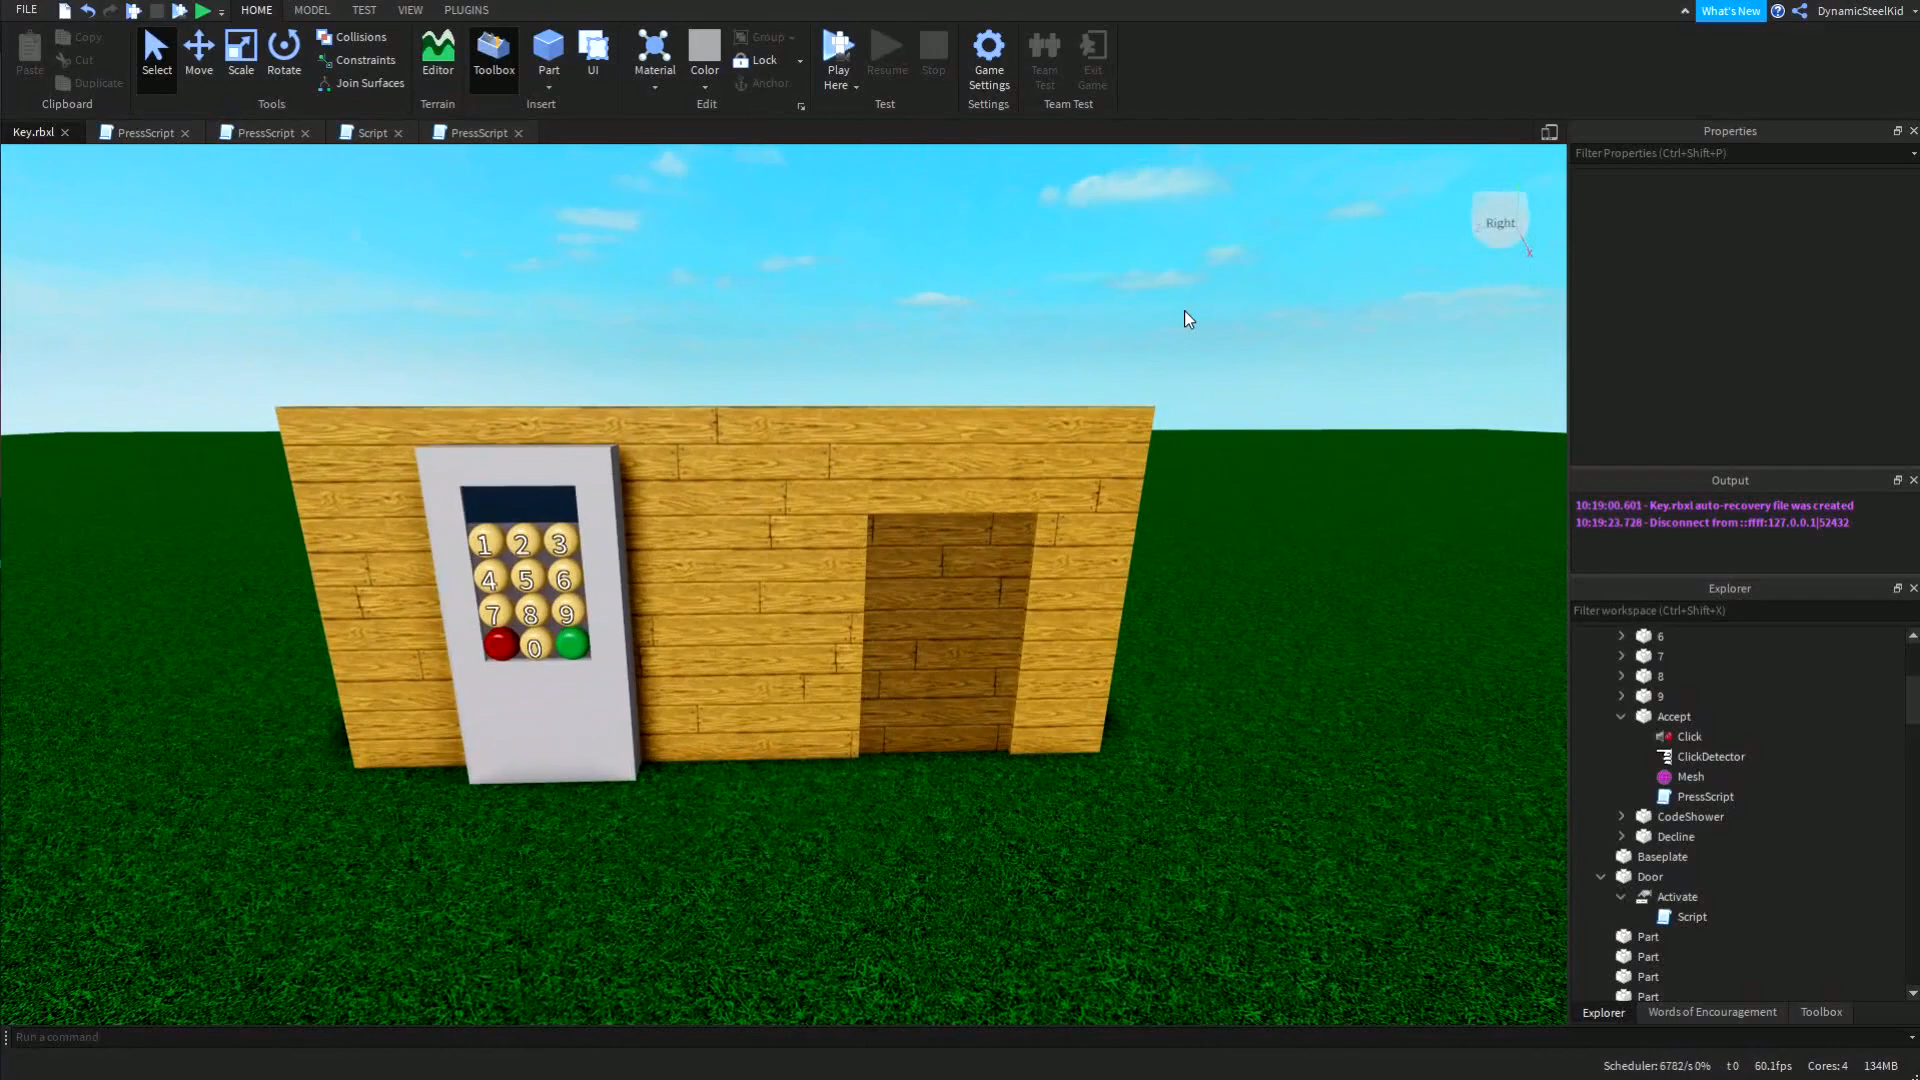 FILE
HOME
MODEL
TEST
VIEW
PLUGINS
What's New
DynamicSteelKid
Paste
Copy
Cut
Duplicate
Clipboard
Select
Move
Scale
Rotate
Collisions
Constraints
Join Surfaces
Tools
Editor
Terrain
Toolbox
Part
UI
Insert
Material
Color
Group
Lock
Anchor
Edit
Play Here
Resume
Stop
Test
Game Settings
Settings
Team Test
Exit Game
Team Test
Key.rbxl
PressScript
PressScript
Script
PressScript
Right
X
1 2 3
4 5 6
7 8 9
0
Properties
Filter Properties (Ctrl+Shift+P)
Output
10:19:00.601 - Key.rbxl auto-recovery file was created
10:19:23.728 - Disconnect from ::ffff:127.0.0.1|52432
Explorer
Filter workspace (Ctrl+Shift+X)
6
7
8
9
Accept
Click
ClickDetector
Mesh
PressScript
CodeShower
Decline
Baseplate
Door
Activate
Script
Part
Part
Part
Part
Explorer
Words of Encouragement
Toolbox
Run a command
Scheduler: 6782/s 0%
t 0
60.1fps
Cores: 4
134MB